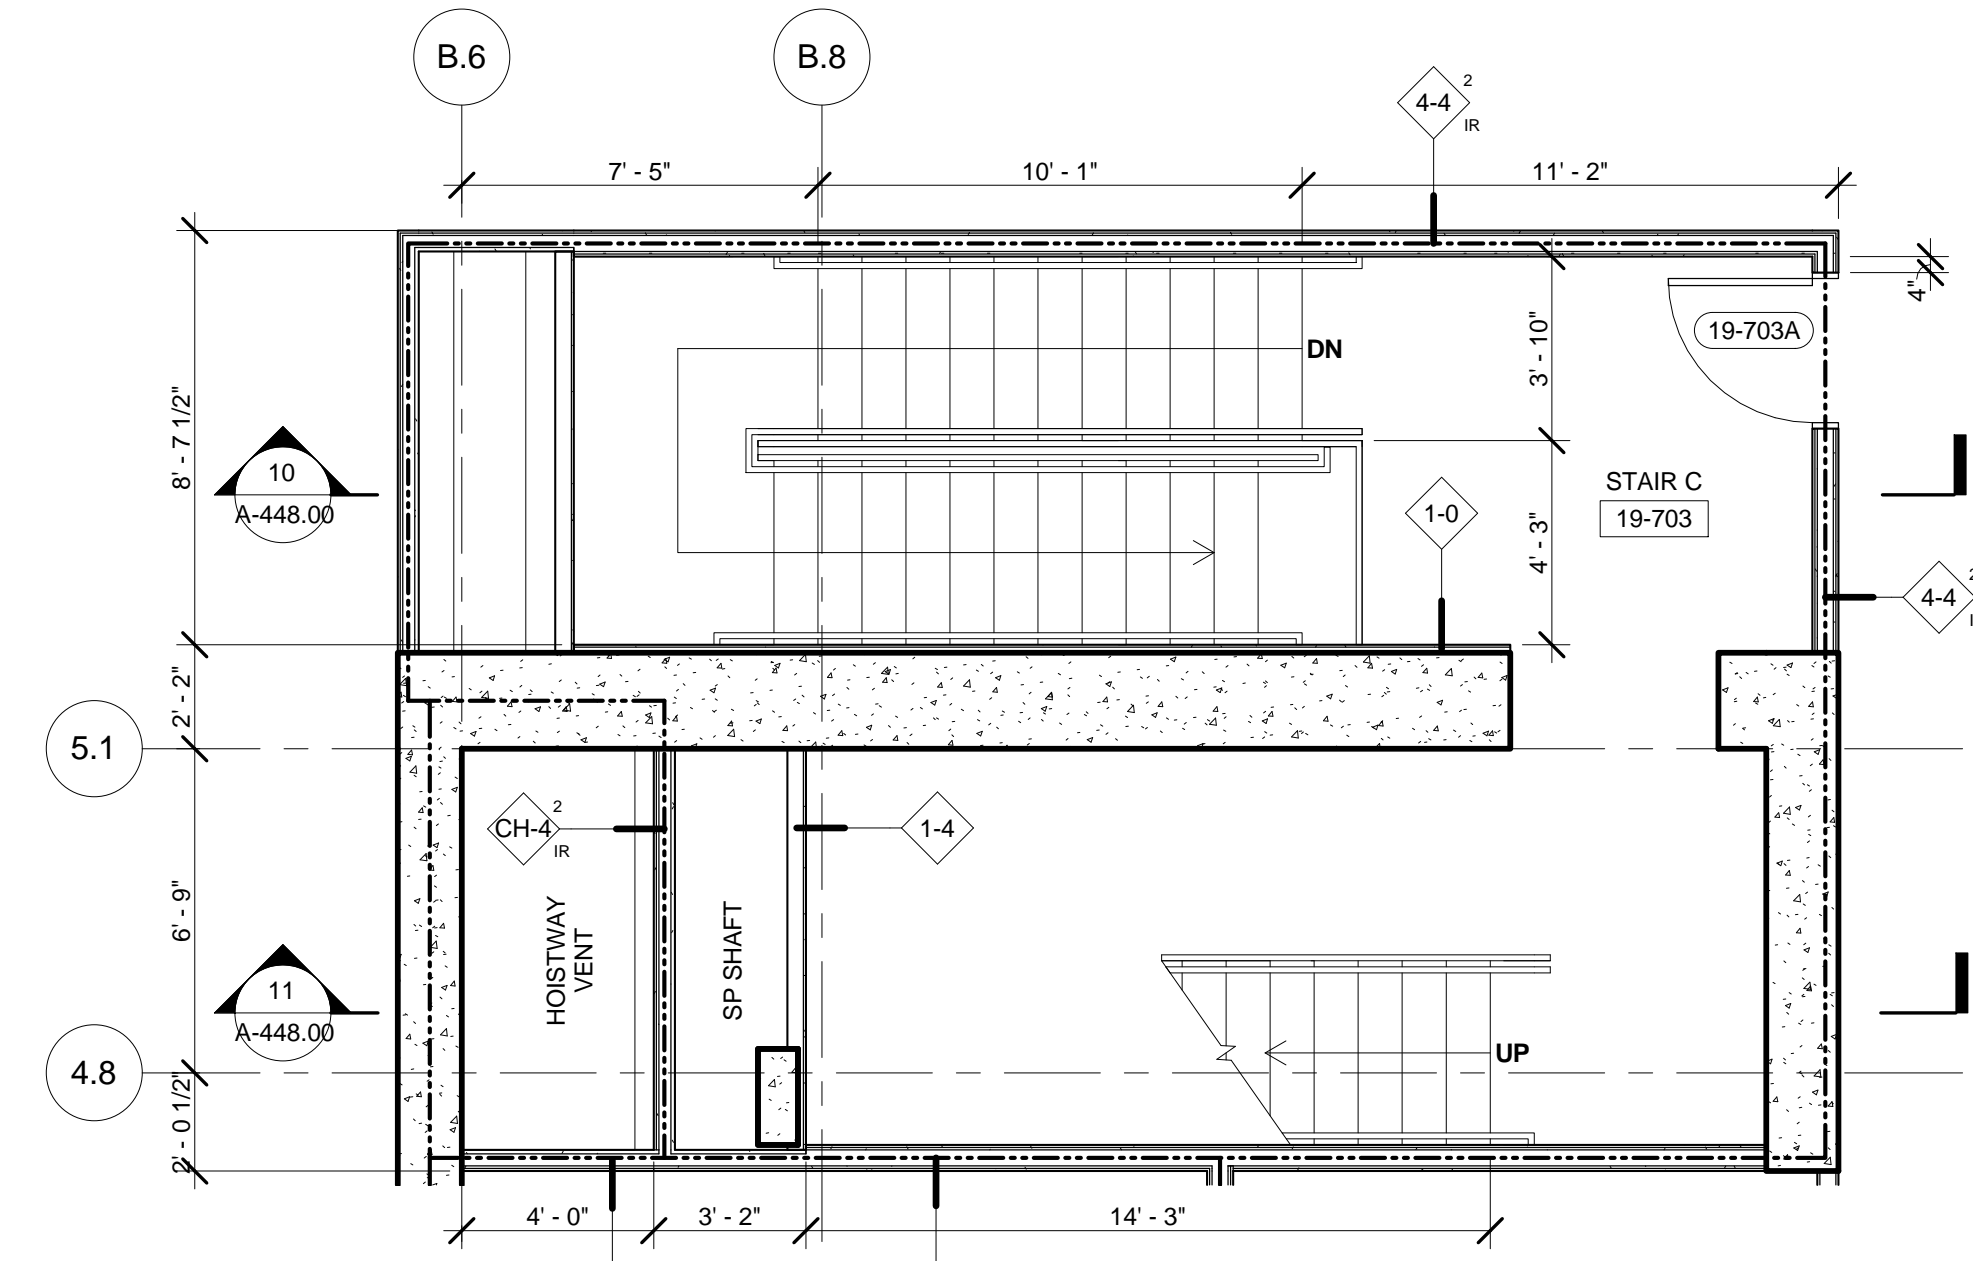 B.6
B.8
2
4-4
IR
7' - 5"
10' - 1"
11' - 2"
4"
19-703A
3' - 10"
DN
8' - 7 1/2"
10
A-448.00
STAIR C
19-703
1-0
4' - 3"
2
4-4
I
2' - 2"
5.1
2
CH-4
IR
1-4
6' - 9"
HOISTWAY
VENT
SP SHAFT
11
A-448.00
UP
4.8
2' - 0 1/2"
4' - 0"
3' - 2"
14' - 3"